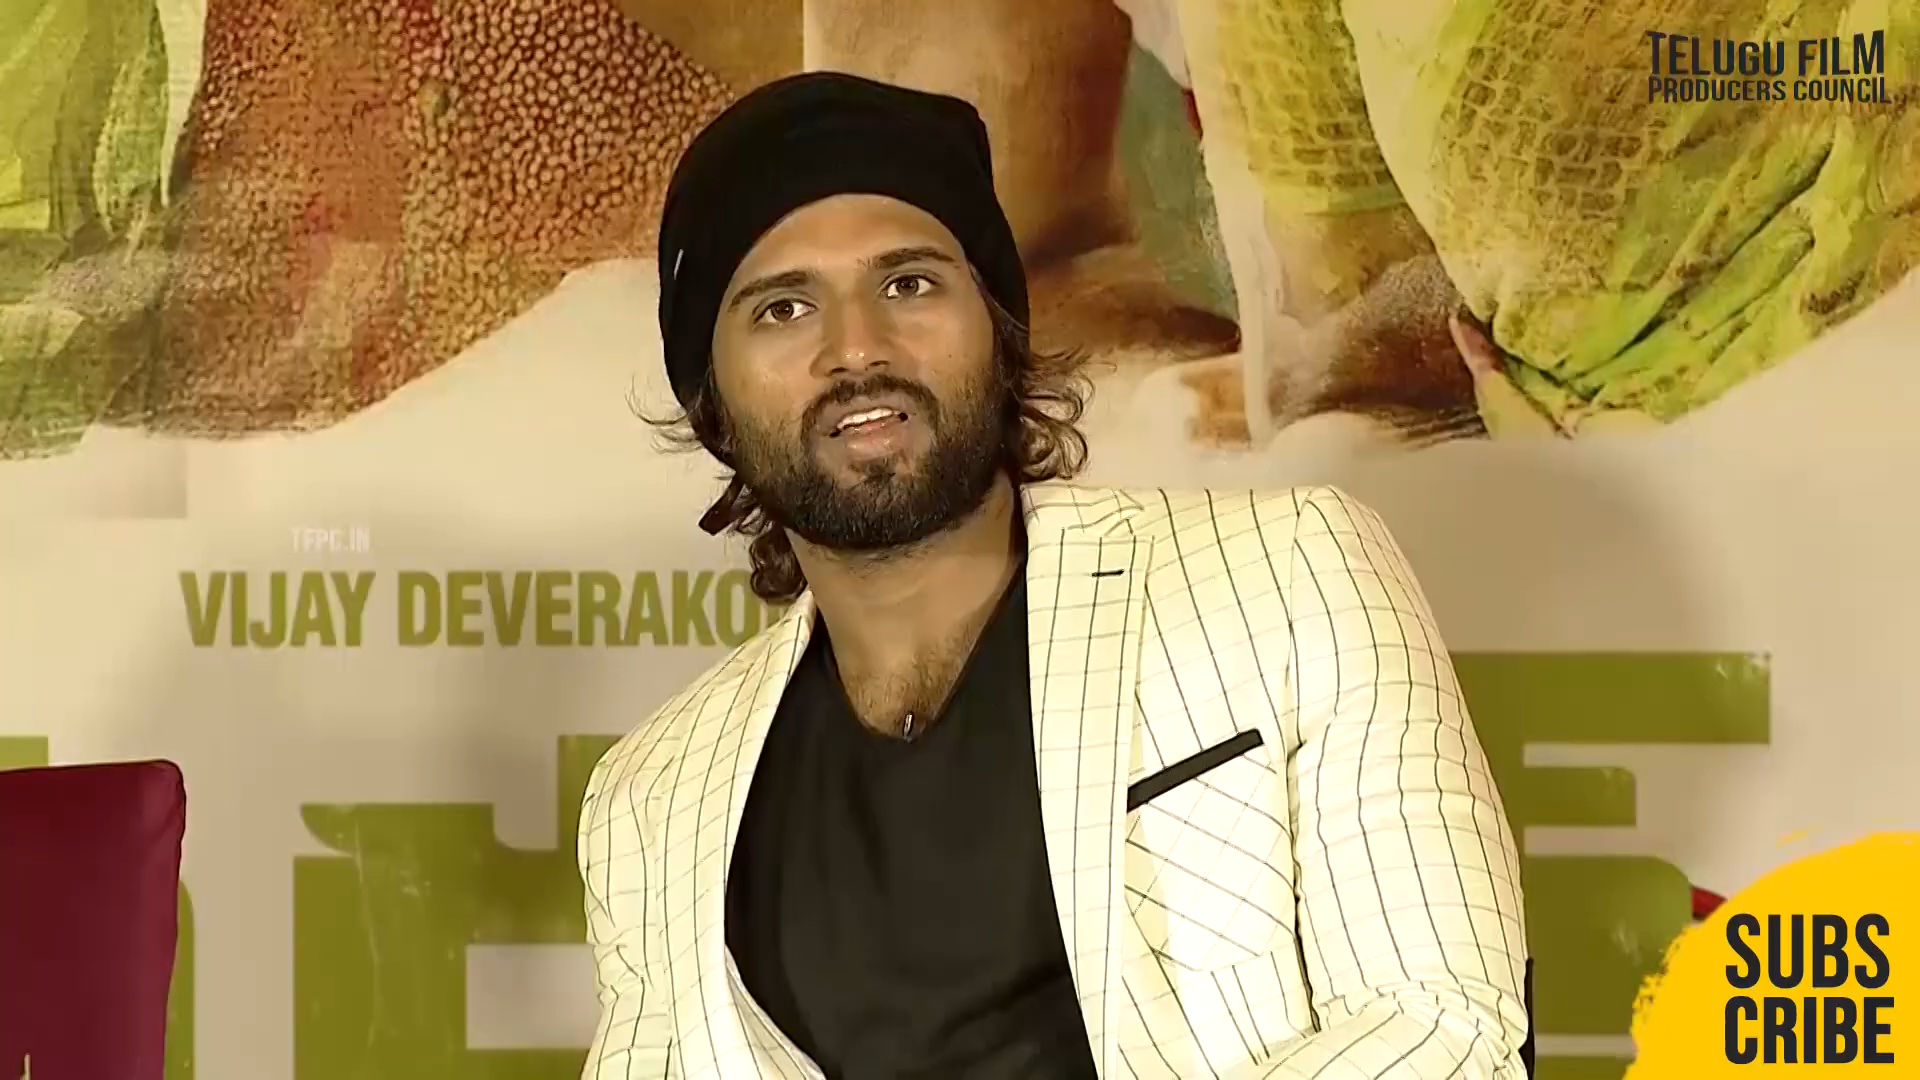 TELUGU FILM
PRODUCERS COUNCIL
TFPC.IN
VIJAY DEVERAKO
SUBS
CRIBE